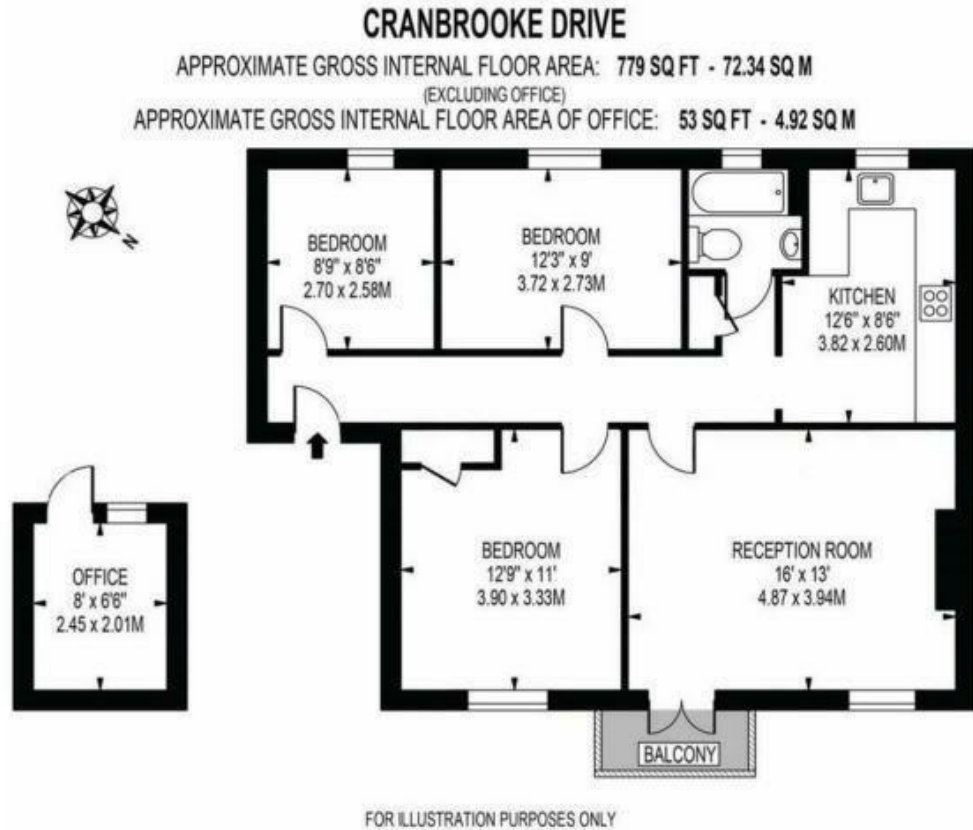 CRANBROOKE DRIVE
APPROXIMATE GROSS INTERNAL FLOOR AREA: 779 SQ FT - 72.34 SQ M
(EXCLUDING OFFICE)
APPROXIMATE GROSS INTERNAL FLOOR AREA OF OFFICE: 53 SQ FT - 4.92 SQ M
N
BEDROOM
8'9" x 8'6"
2.70 x 2.58M
BEDROOM
12'3" x 9'
3.72 x 2.73M
KITCHEN
12'6" x 8'6"
3.82 x 2.60M
OFFICE
8' x 6'6"
2.45 x 2.01M
BEDROOM
12'9" x 11'
3.90 x 3.33M
RECEPTION ROOM
16' x 13'
4.87 x 3.94M
BALCONY
FOR ILLUSTRATION PURPOSES ONLY